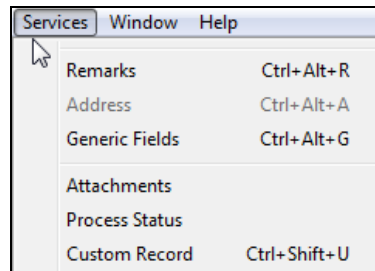 Services Window Help
Remarks Ctrl+Alt+R
Address Ctrl+Alt+A
Generic Fields Ctrl+Alt+G
Attachments
Process Status
Custom Record Ctrl+Shift+U